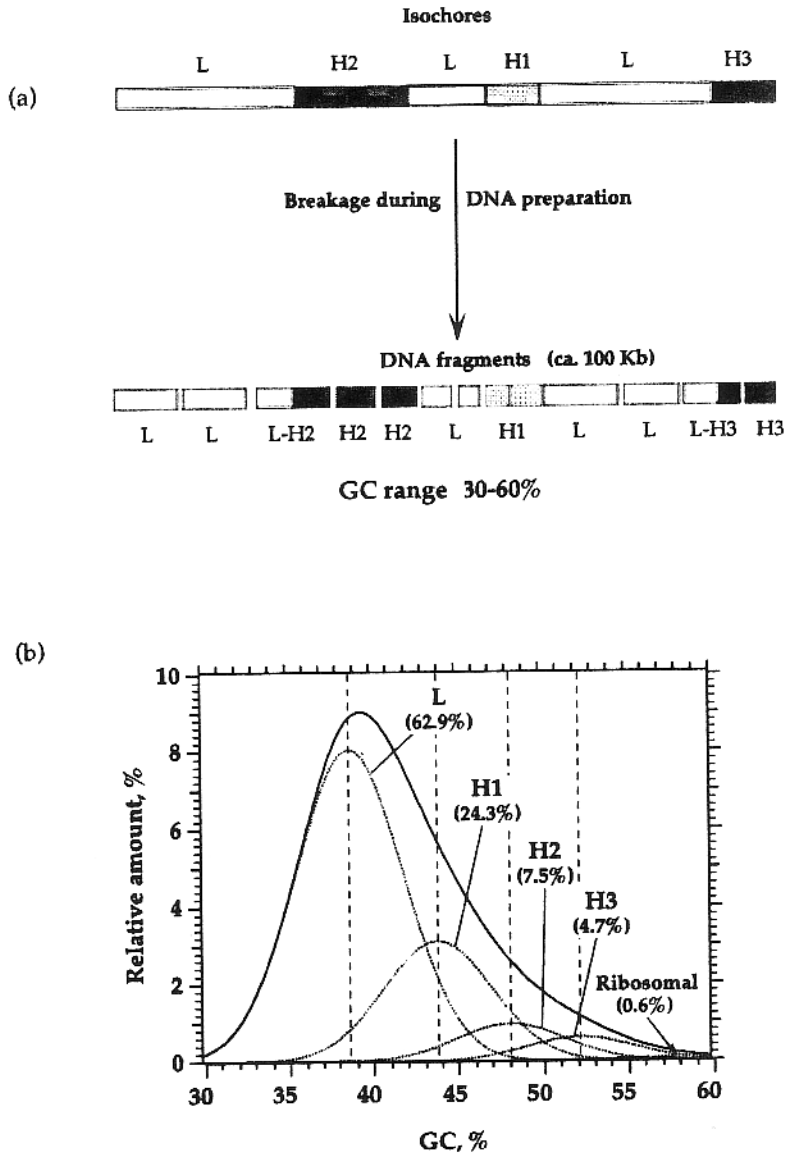 Isochores
L H2 L H1 L H3
(a)
Breakage during DNA preparation
DNA fragments (ca. 100 Kb)
L L L-H2 H2 H2 L H1 L L L-H3 H3
GC range 30-60%
(b)
10
8
6
4
2
0
Relative amount, %
L
(62.9%)
H1
(24.3%)
H2
(7.5%)
H3
(4.7%)
Ribosomal
(0.6%)
30 35 40 45 50 55 60
GC, %